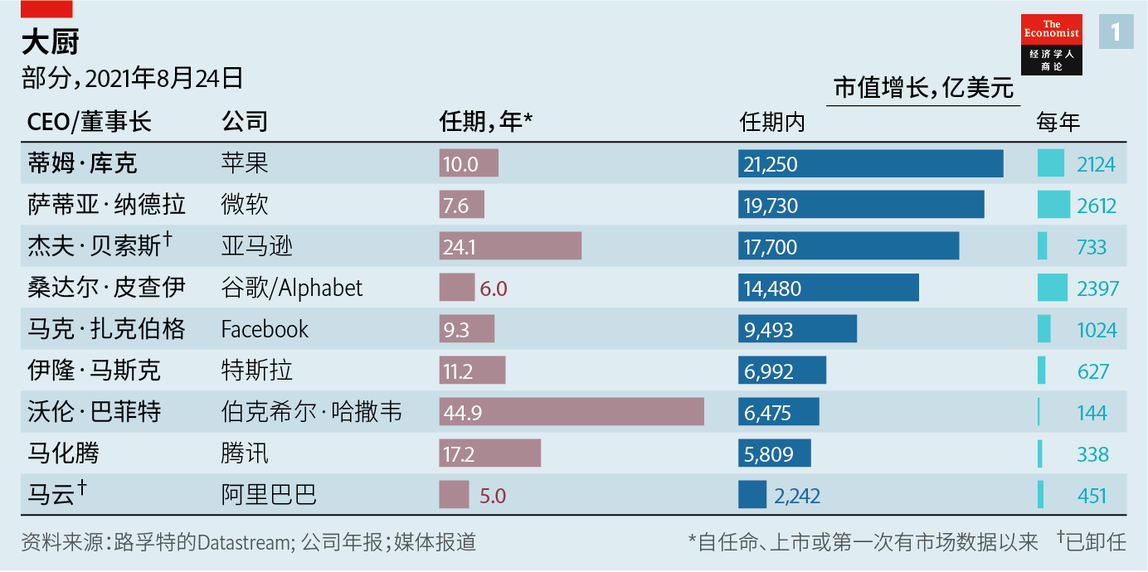 大厨
部分，2021年8月24日
The
Economist
经济学人
商论
1
市值增长，亿美元
CEO/董事长 公司 任期，年* 任期内 每年
蒂姆·库克 苹果 10.0 21,250 2124
萨蒂亚·纳德拉 微软 7.6 19,730 2612
杰夫·贝索斯† 亚马逊 24.1 17,700 733
桑达尔·皮查伊 谷歌/Alphabet 6.0 14,480 2397
马克·扎克伯格 Facebook 9.3 9,493 1024
伊隆·马斯克 特斯拉 11.2 6,992 627
沃伦·巴菲特 伯克希尔·哈撒韦 44.9 6,475 144
马化腾 腾讯 17.2 5,809 338
马云† 阿里巴巴 5.0 2,242 451
资料来源：路孚特的Datastream; 公司年报；媒体报道 *自任命、上市或第一次有市场数据以来 †已卸任